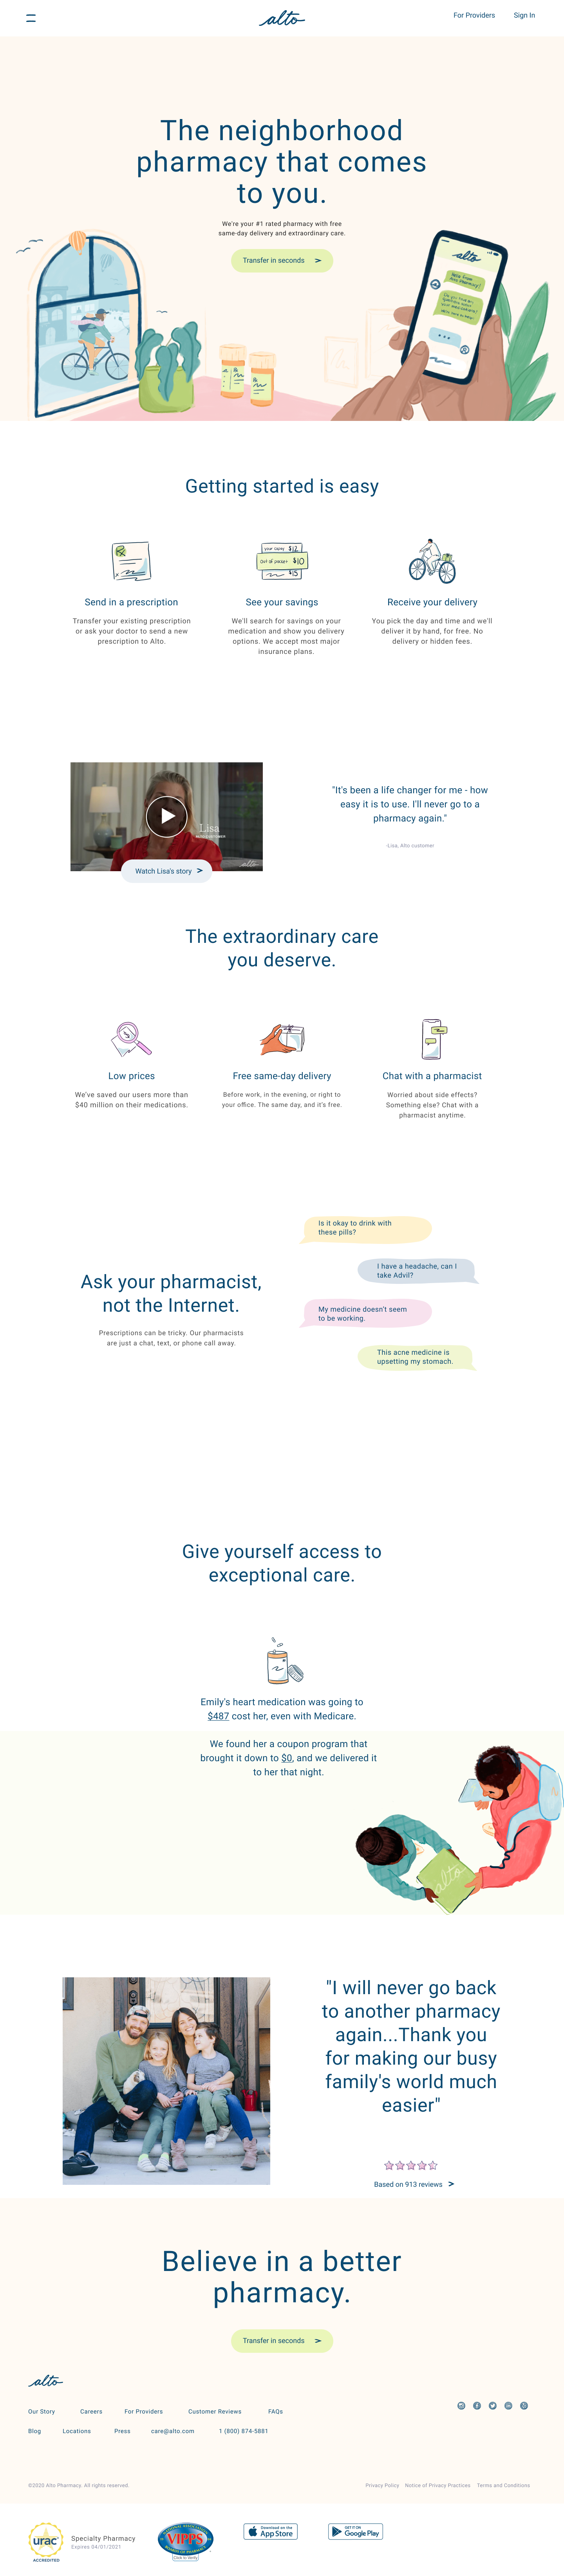 alto
For Providers
Sign In
The neighborhood
pharmacy that comes
to you.
We're your #1 rated pharmacy with free
same-day delivery and extraordinary care.
Transfer in seconds >
alto
Getting started is easy
Send in a prescription
Transfer your existing prescription
or ask your doctor to send a new
prescription to Alto.
your copay $12
out of pocket $10
$15
See your savings
We'll search for savings on your
medication and show you delivery
options. We accept most major
insurance plans.
Receive your delivery
You pick the day and time and we'll
deliver it by hand, for free. No
delivery or hidden fees.
Lisa
alto
Watch Lisa's story >
"It's been a life changer for me - how
easy it is to use. I'll never go to a
pharmacy again."
-Lisa, Alto customer
The extraordinary care
you deserve.
Low prices
We've saved our users more than
$40 million on their medications.
Free same-day delivery
Before work, in the evening, or right to
your office. The same day, and it's free.
Chat with a pharmacist
Worried about side effects?
Something else? Chat with a
pharmacist anytime.
Ask your pharmacist,
not the Internet.
Prescriptions can be tricky. Our pharmacists
are just a chat, text, or phone call away.
Is it okay to drink with
these pills?
I have a headache, can I
take Advil?
My medicine doesn't seem
to be working.
This acne medicine is
upsetting my stomach.
Give yourself access to
exceptional care.
Emily's heart medication was going to
$487 cost her, even with Medicare.
We found her a coupon program that
brought it down to $0, and we delivered it
to her that night.
alto
"I will never go back
to another pharmacy
again...Thank you
for making our busy
family's world much
easier"
Based on 913 reviews >
Believe in a better
pharmacy.
Transfer in seconds >
alto
Our Story
Careers
For Providers
Customer Reviews
FAQs
Blog
Locations
Press
care@alto.com
1 (800) 874-5881
©2020 Alto Pharmacy. All rights reserved.
Privacy Policy
Notice of Privacy Practices
Terms and Conditions
urac
ACCREDITED
Specialty Pharmacy
Expires 04/01/2021
VIPPS
Click to Verify
Download on the
App Store
GET IT ON
Google Play